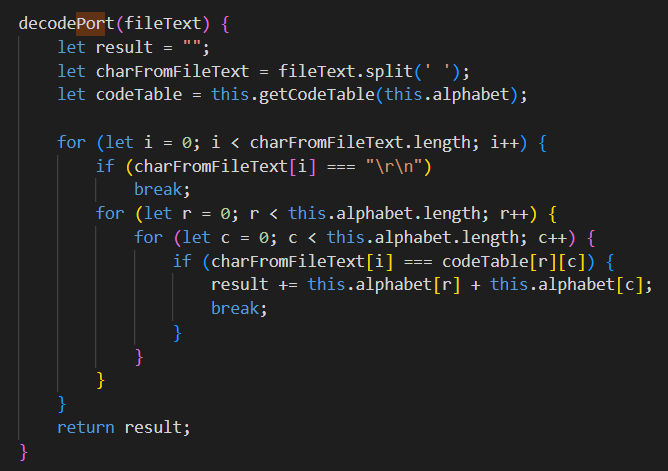 decodePort(fileText) {
    let result = "";
    let charFromFileText = fileText.split(' ');
    let codeTable = this.getCodeTable(this.alphabet);

    for (let i = 0; i < charFromFileText.length; i++) {
        if (charFromFileText[i] === "\r\n")
            break;
        for (let r = 0; r < this.alphabet.length; r++) {
            for (let c = 0; c < this.alphabet.length; c++) {
                if (charFromFileText[i] === codeTable[r][c]) {
                    result += this.alphabet[r] + this.alphabet[c];
                    break;
                }
            }
        }
    }
    return result;
}